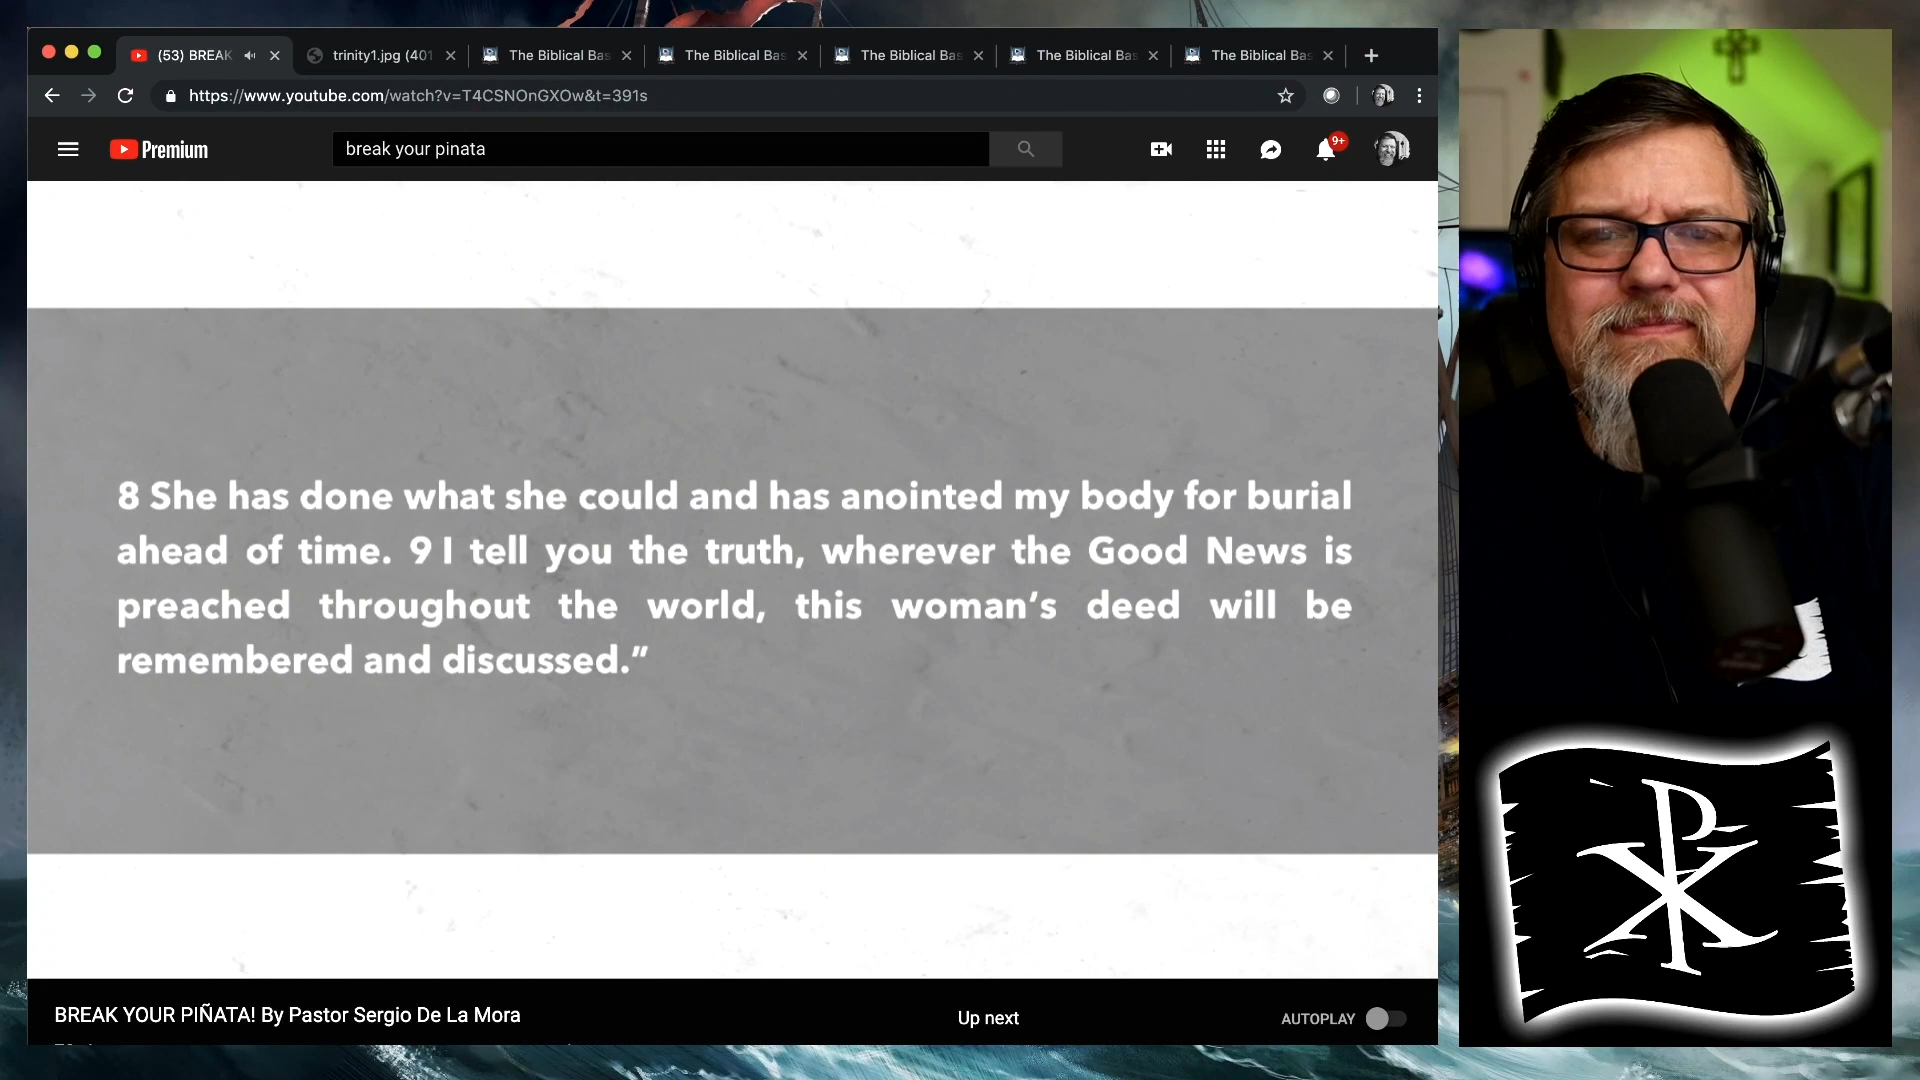 (53) BREAK
trinity1.jpg (401
The Biblical Bas
The Biblical Bas
The Biblical Bas
The Biblical Bas
The Biblical Bas
https://www.youtube.com/watch?v=T4CSNOnGXOw&t=391s
Premium
break your pinata
9+
8 She has done what she could and has anointed my body for burial
ahead of time. 9 I tell you the truth, wherever the Good News is
preached throughout the world, this woman’s deed will be
remembered and discussed.”
BREAK YOUR PIÑATA! By Pastor Sergio De La Mora
Up next
AUTOPLAY